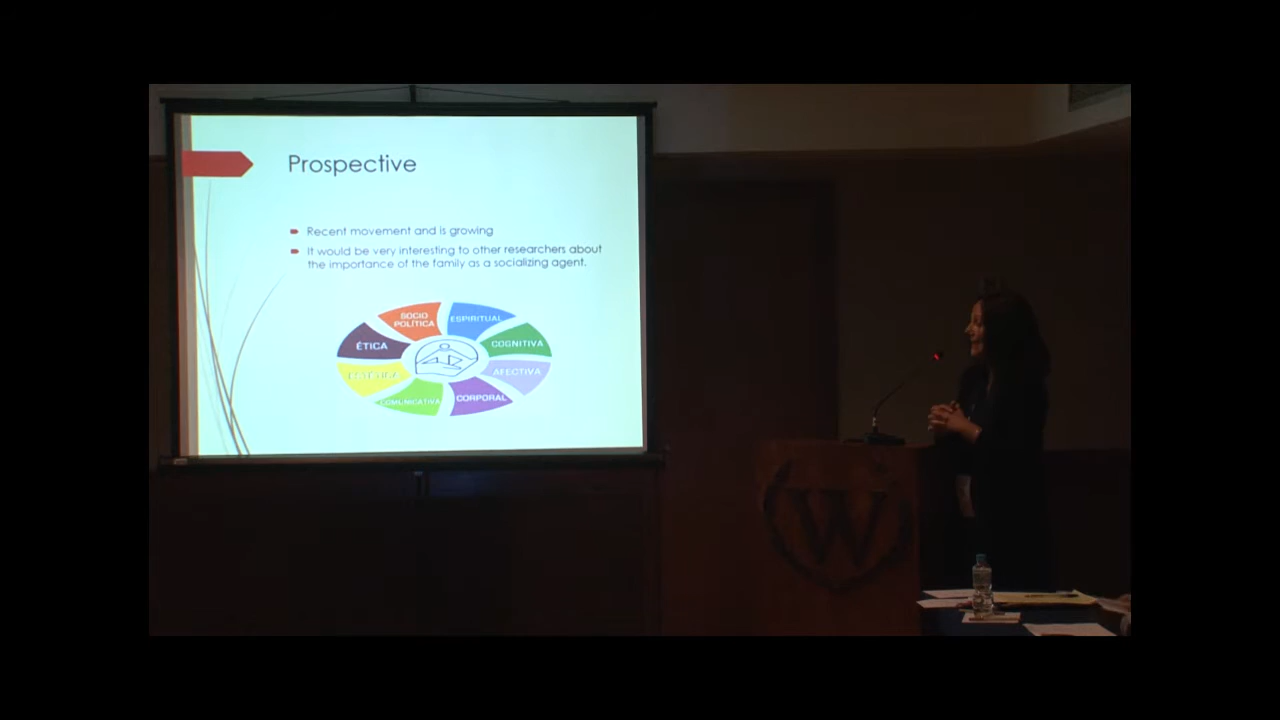 Prospective
Recent movement and is growing
It would be very interesting to other researchers about
the importance of the family as a socializing agent.
SOCIO
POLÍTICA
ESPIRITUAL
ÉTICA
COGNITIVA
AFECTIVA
COMUNICATIVA
CORPORAL
W